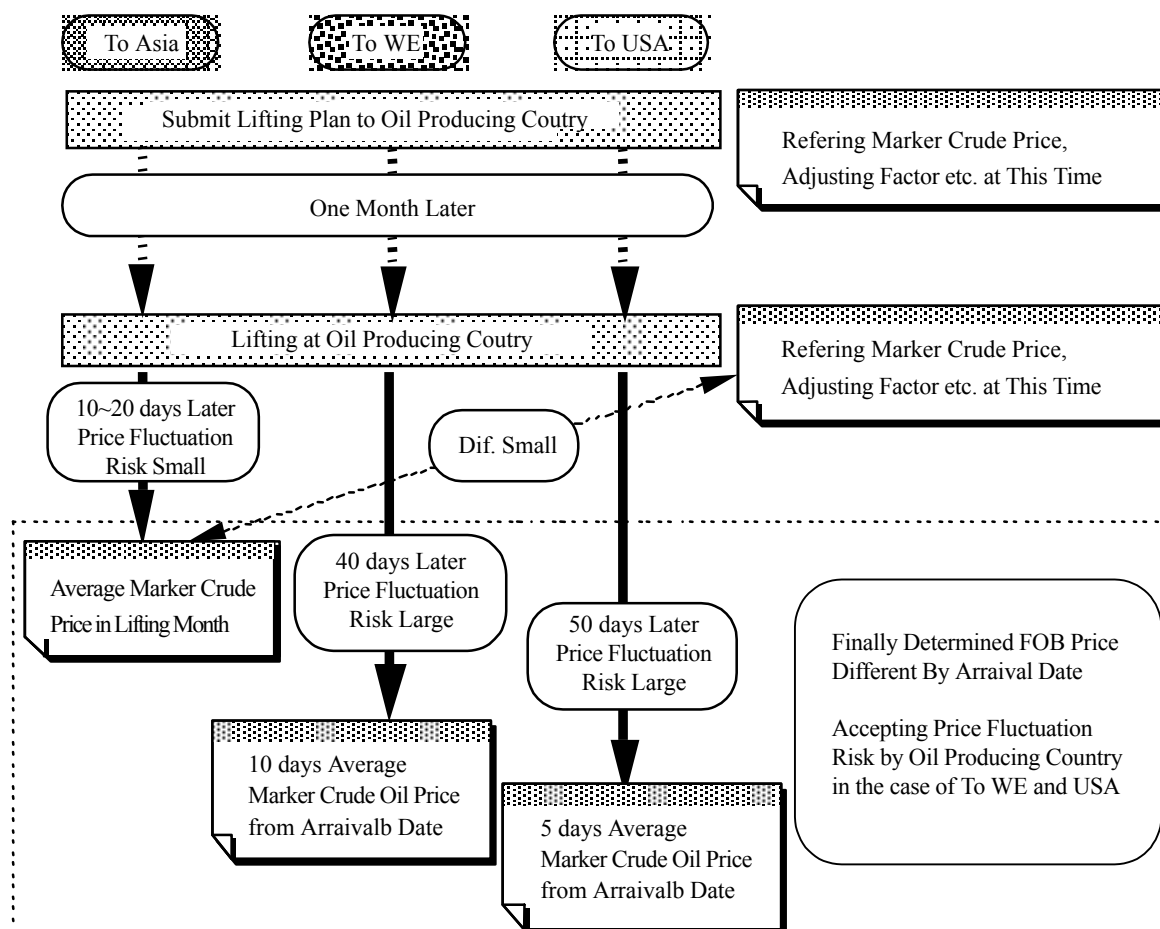 To Asia
To WE
To USA
Submit Lifting Plan to Oil Producing Coutry
Refering Marker Crude Price,
Adjusting Factor etc. at This Time
One Month Later
Lifting at Oil Producing Coutry
Refering Marker Crude Price,
Adjusting Factor etc. at This Time
10~20 days Later
Price Fluctuation
Risk Small
Dif. Small
Average Marker Crude
Price in Lifting Month
40 days Later
Price Fluctuation
Risk Large
50 days Later
Price Fluctuation
Risk Large
10 days Average
Marker Crude Oil Price
from Arraivalb Date
5 days Average
Marker Crude Oil Price
from Arraivalb Date
Finally Determined FOB Price
Different By Arraival Date
Accepting Price Fluctuation
Risk by Oil Producing Country
in the case of To WE and USA